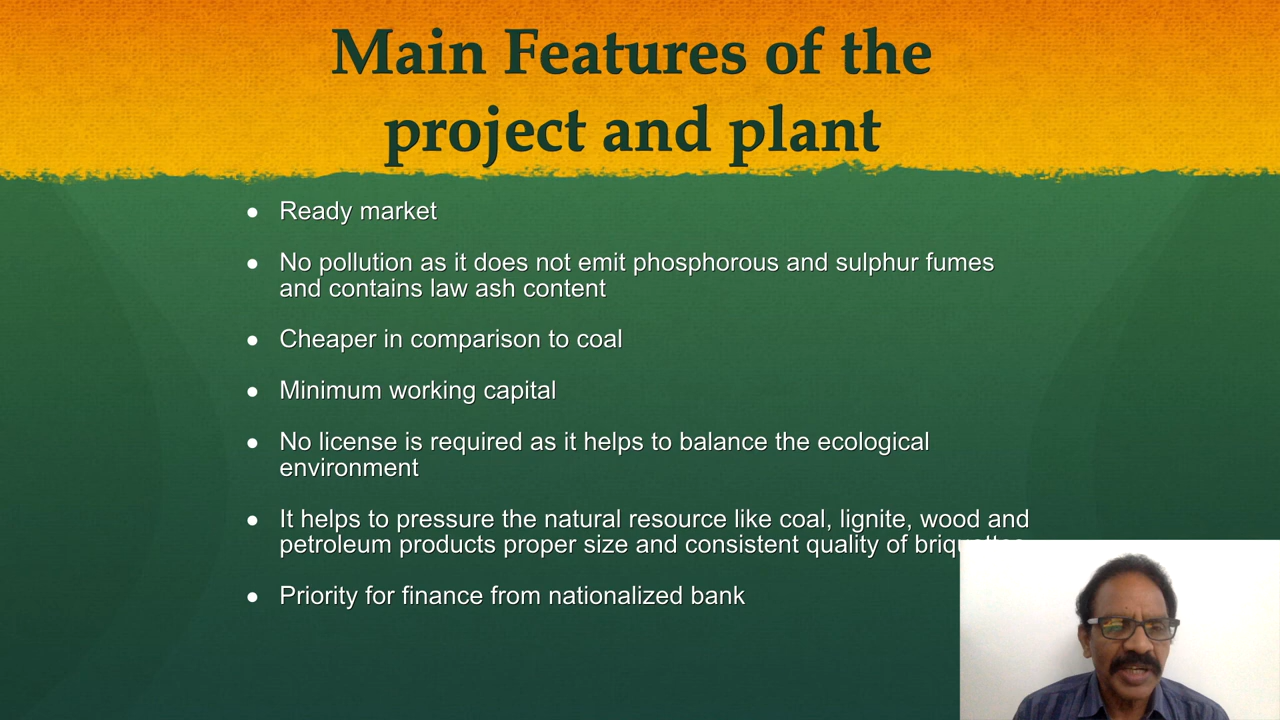 Main Features of the
project and plant
● Ready market
● No pollution as it does not emit phosphorous and sulphur fumes
and contains law ash content
● Cheaper in comparison to coal
● Minimum working capital
● No license is required as it helps to balance the ecological
environment
● It helps to pressure the natural resource like coal, lignite, wood and
petroleum products proper size and consistent quality of
● Priority for finance from nationalized bank